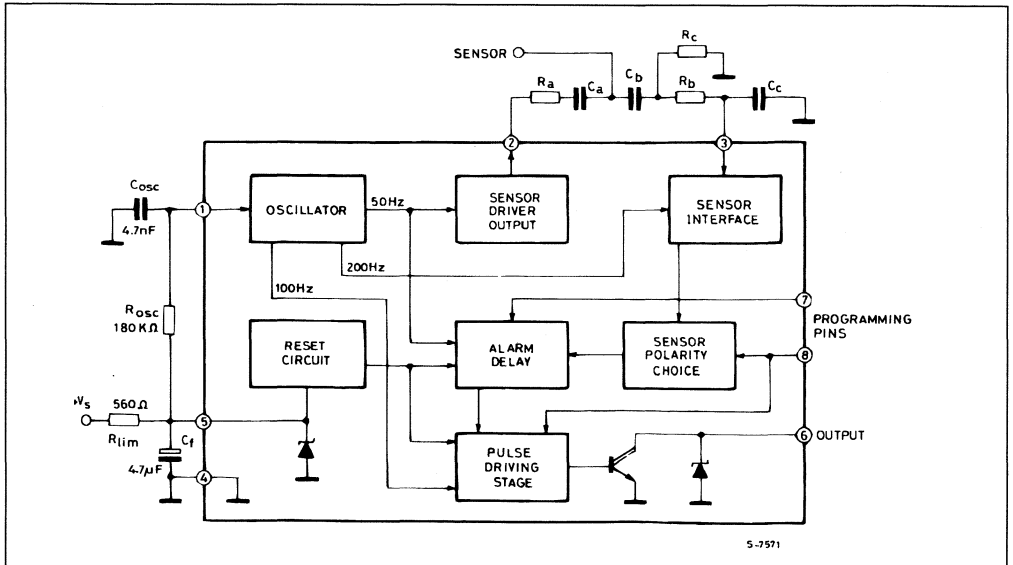 SENSOR
Rc
Ra
Ca
Cb
Rb
Cc
2
3
Cosc
4.7nF
1
OSCILLATOR
50Hz
SENSOR
DRIVER
OUTPUT
SENSOR
INTERFACE
200Hz
100Hz
7
PROGRAMMING
PINS
8
Rosc
180KΩ
RESET
CIRCUIT
ALARM
DELAY
SENSOR
POLARITY
CHOICE
+Vs
560Ω
Rlim
5
Cf
4.7μF
4
PULSE
DRIVING
STAGE
6
OUTPUT
S-7571